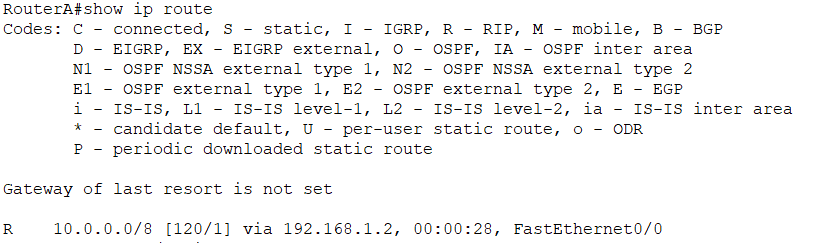 RouterA#show ip route
Codes: C - connected, S - static, I - IGRP, R - RIP, M - mobile, B - BGP
D - EIGRP, EX - EIGRP external, O - OSPF, IA - OSPF inter area
N1 - OSPF NSSA external type 1, N2 - OSPF NSSA external type 2
E1 - OSPF external type 1, E2 - OSPF external type 2, E - EGP
i - IS-IS, L1 - IS-IS level-1, L2 - IS-IS level-2, ia - IS-IS inter area
* - candidate default, U - per-user static route, o - ODR
P - periodic downloaded static route
Gateway of last resort is not set
R 10.0.0.0/8 [120/1] via 192.168.1.2, 00:00:28, FastEthernet0/0